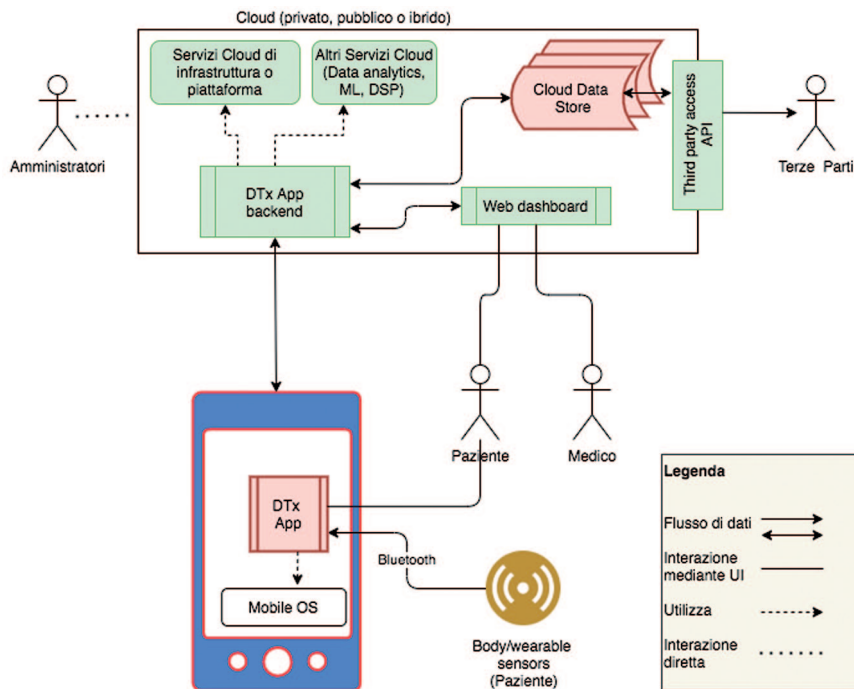 Cloud (privato, pubblico o ibrido)
Servizi Cloud di
infrastruttura o
piattaforma
Altri Servizi Cloud
(Data analytics,
ML, DSP)
Cloud Data
Store
Third party access
API
Amministratori
Terze Parti
DTx App
backend
Web dashboard
Paziente
Medico
DTx
App
Bluetooth
Mobile OS
Body/wearable
sensors
(Paziente)
Legenda
Flusso di dati
Interazione
mediante UI
Utilizza
Interazione
diretta